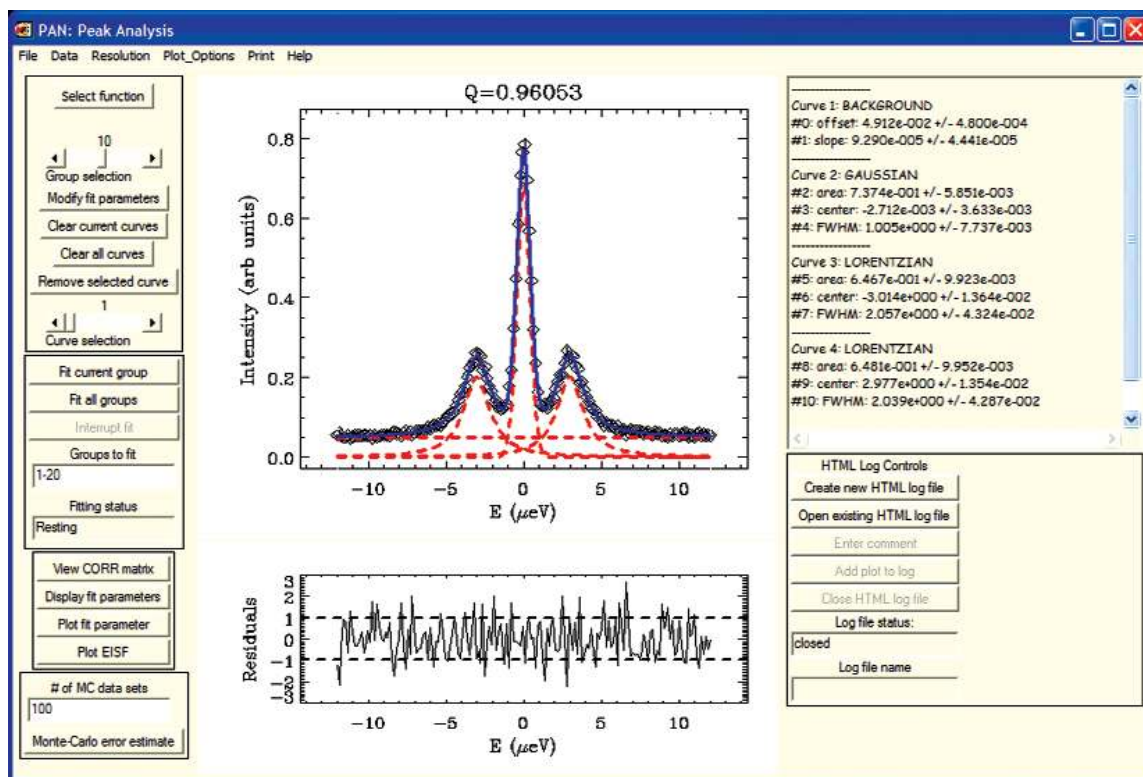 PAN: Peak Analysis
File Data Resolution Plot_Options Print Help
Select function
10
Group selection
Modify fit parameters
Clear current curves
Clear all curves
Remove selected curve
1
Curve selection
Fit current group
Fit all groups
Interrupt fit
Groups to fit
1-20
Fitting status
Resting
View CORR matrix
Display fit parameters
Plot fit parameter
Plot EISF
# of MC data sets
100
Monte-Carlo error estimate
Q=0.96053
Intensity (arb units)
0.8
0.6
0.4
0.2
0.0
−10 −5 0 5 10
E (μeV)
Residuals
3
2
1
0
−1
−2
−3
−10 −5 0 5 10
E (μeV)
--------------------
Curve 1: BACKGROUND
#0: offset: 4.912e-002 +/- 4.800e-004
#1: slope: 9.290e-005 +/- 4.441e-005
--------------------
Curve 2: GAUSSIAN
#2: area: 7.374e-001 +/- 5.851e-003
#3: center: -2.712e-003 +/- 3.633e-003
#4: FWHM: 1.005e+000 +/- 7.737e-003
--------------------
Curve 3: LORENTZIAN
#5: area: 6.467e-001 +/- 9.923e-003
#6: center: -3.014e+000 +/- 1.364e-002
#7: FWHM: 2.057e+000 +/- 4.324e-002
--------------------
Curve 4: LORENTZIAN
#8: area: 6.481e-001 +/- 9.952e-003
#9: center: 2.977e+000 +/- 1.354e-002
#10: FWHM: 2.039e+000 +/- 4.287e-002
HTML Log Controls
Create new HTML log file
Open existing HTML log file
Enter comment
Add plot to log
Close HTML log file
Log file status:
closed
Log file name